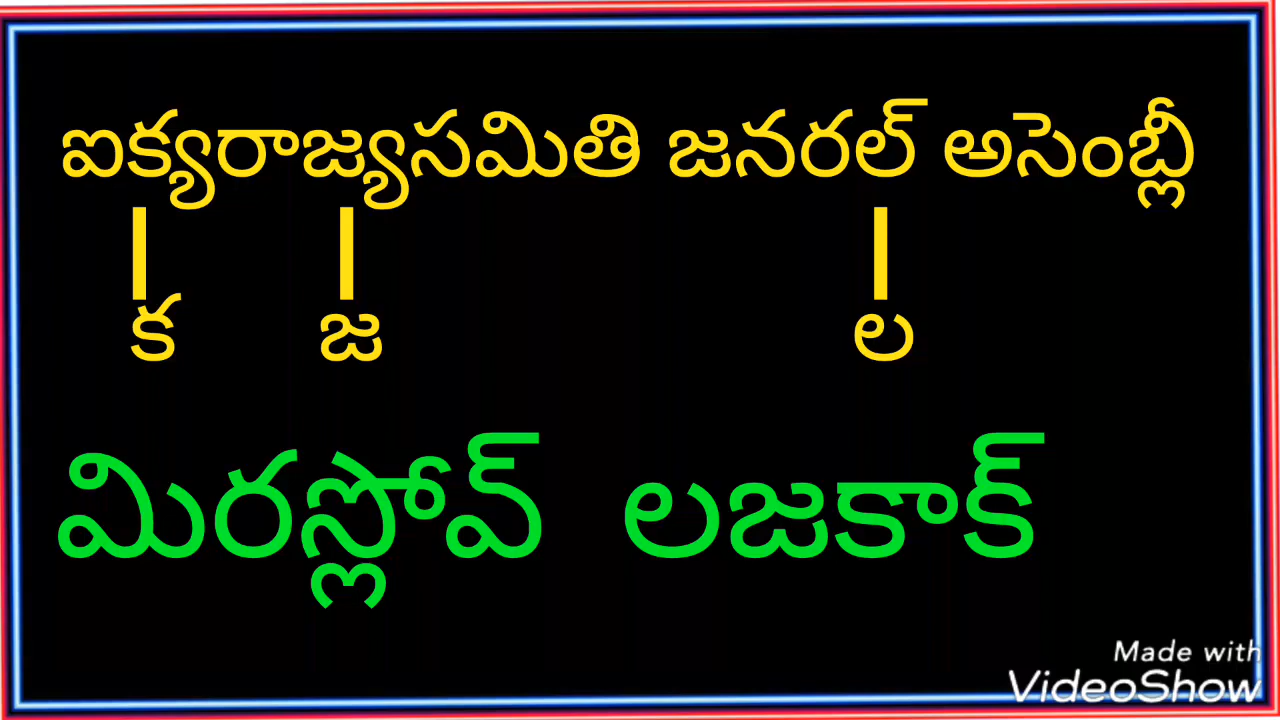 ఐక్యరాజ్యసమితి జనరల్ అసెంబ్లీ
క జ ల
మిరస్లోవ్ లజకాక్
Made with
VideoShow